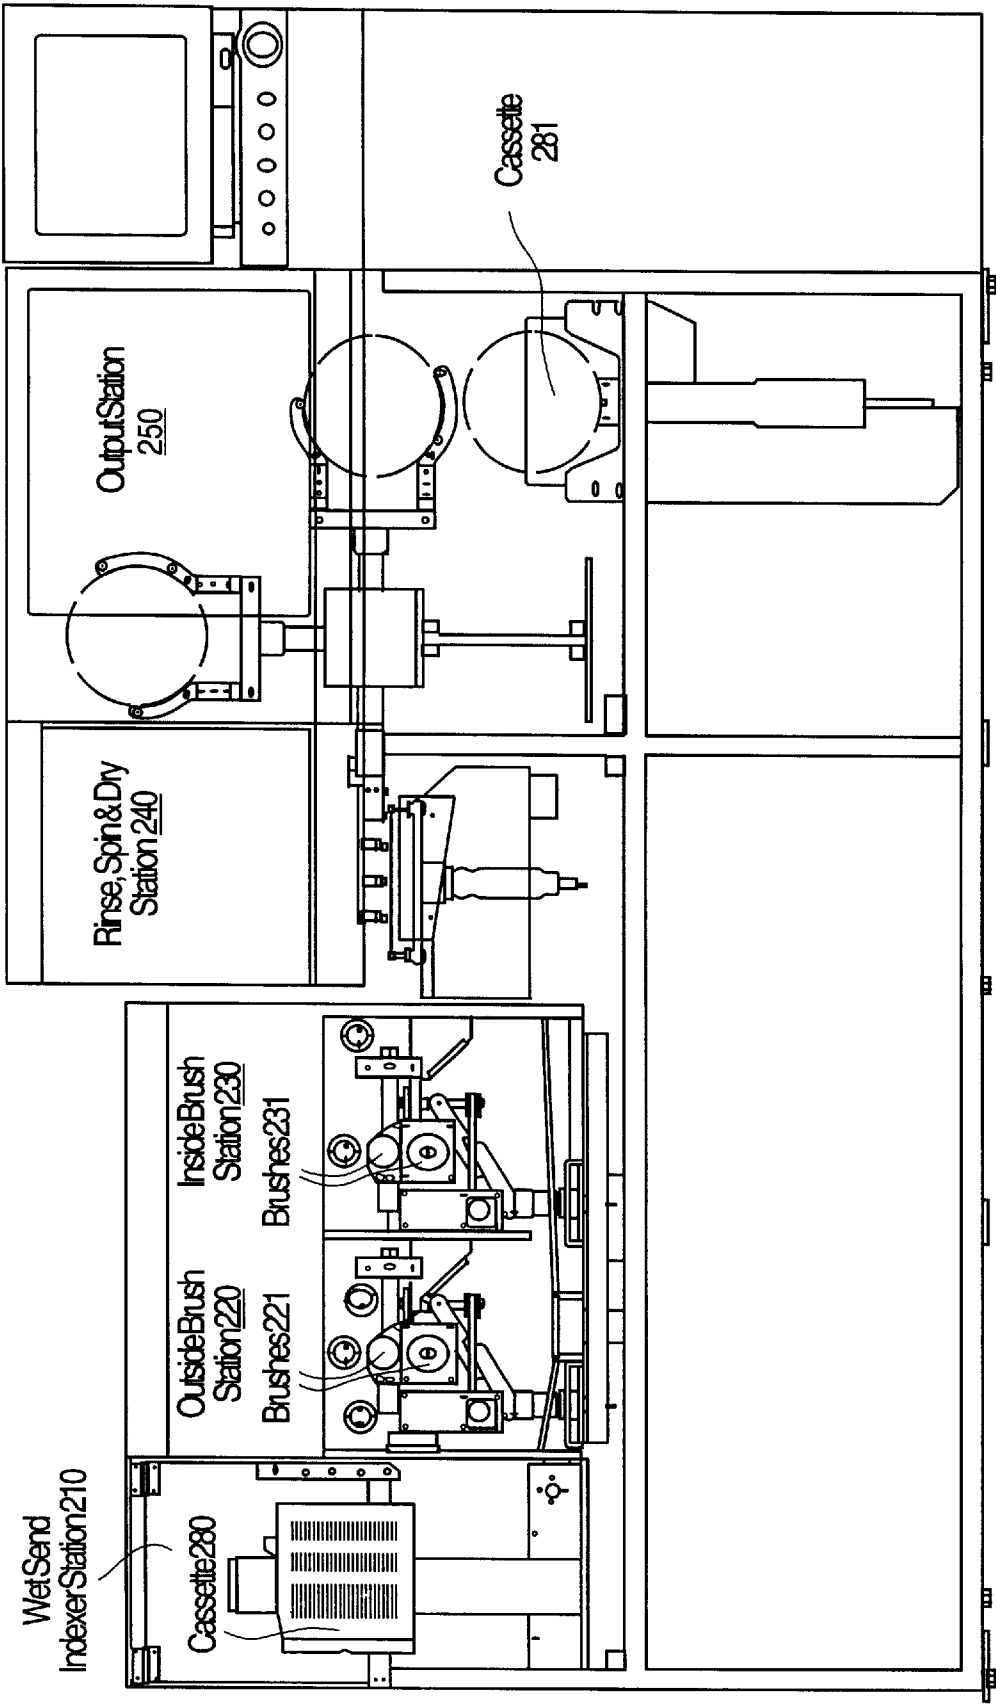 Wet Send
Indexer Station 210
Cassette 280
Outside Brush
Station 220
Brushes 221
Inside Brush
Station 230
Brushes 231
Rinse, Spin & Dry
Station 240
Output Station
250
Cassette
281